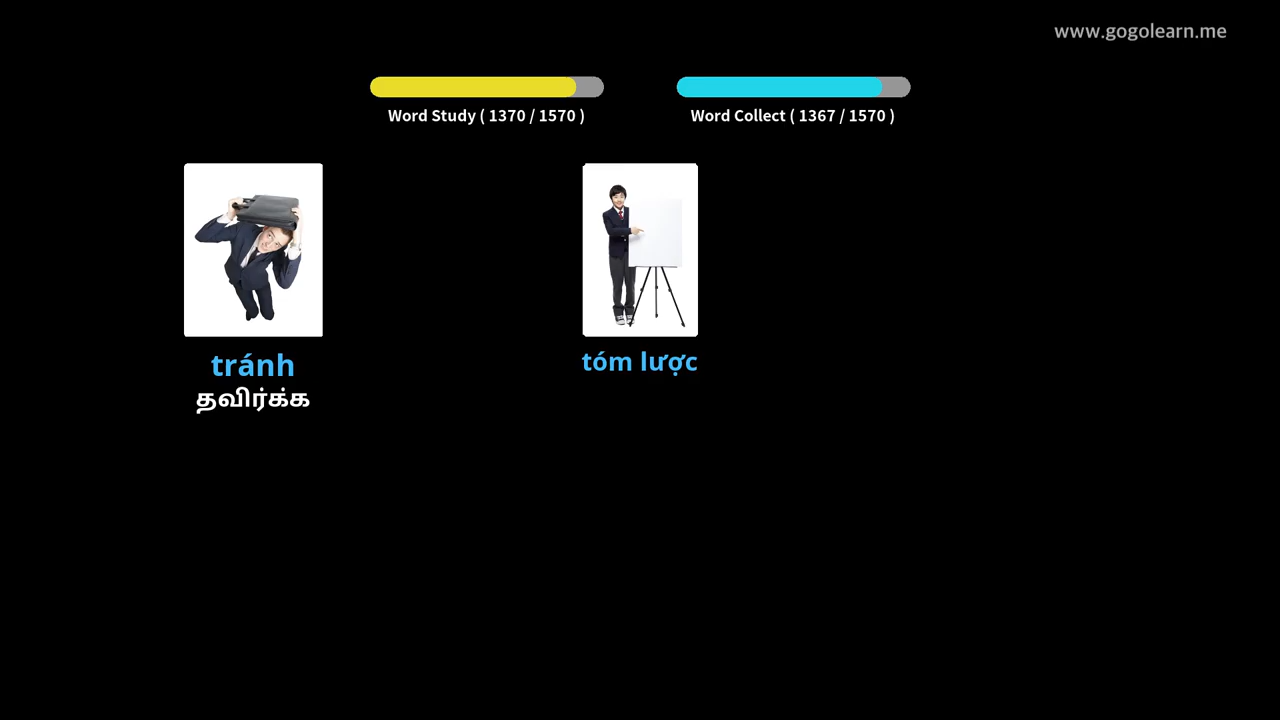 www.gogolearn.me
Word Study ( 1370 / 1570 )
Word Collect ( 1367 / 1570 )
tránh
தவிர்க்க
tóm lược